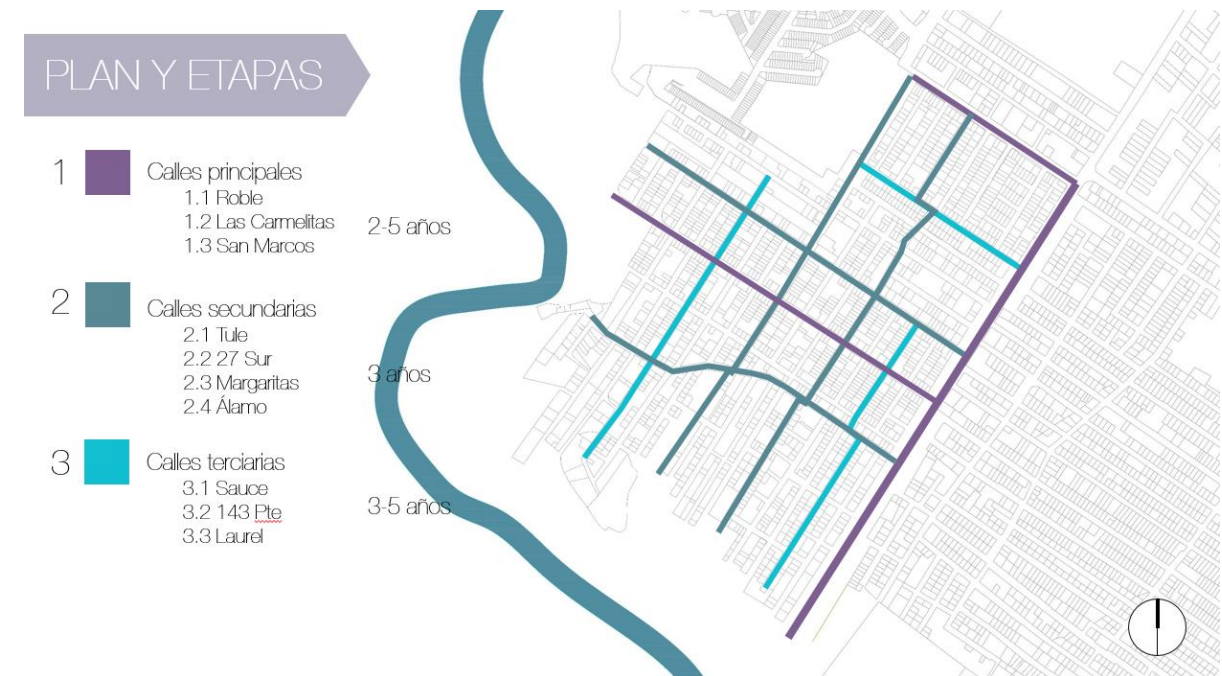 PLAN Y ETAPAS
1 Calles principales
1.1 Roble
1.2 Las Carmelitas
1.3 San Marcos
2-5 años
2 Calles secundarias
2.1 Tule
2.2 27 Sur
2.3 Margaritas
2.4 Álamo
3 años
3 Calles terciarias
3.1 Sauce
3.2 143 Pte
3.3 Laurel
3-5 años